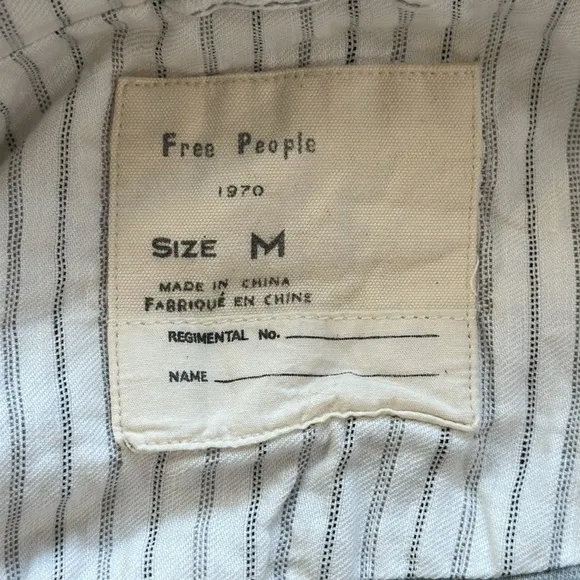 Free People
1970
SIZE M
MADE IN CHINA
FABRIQUÉ EN CHINE
REGIMENTAL No.
NAME